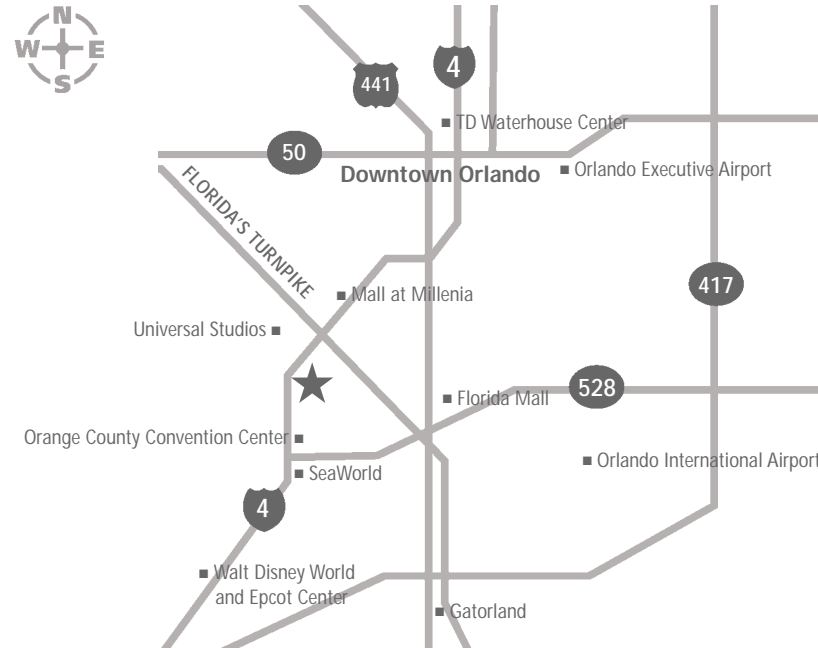 N
W E
S
441
4
TD Waterhouse Center
50
Downtown Orlando
Orlando Executive Airport
FLORIDA'S TURNPIKE
417
Mall at Millenia
Universal Studios
528
Florida Mall
Orange County Convention Center
Orlando International Airport
SeaWorld
4
Walt Disney World
and Epcot Center
Gatorland